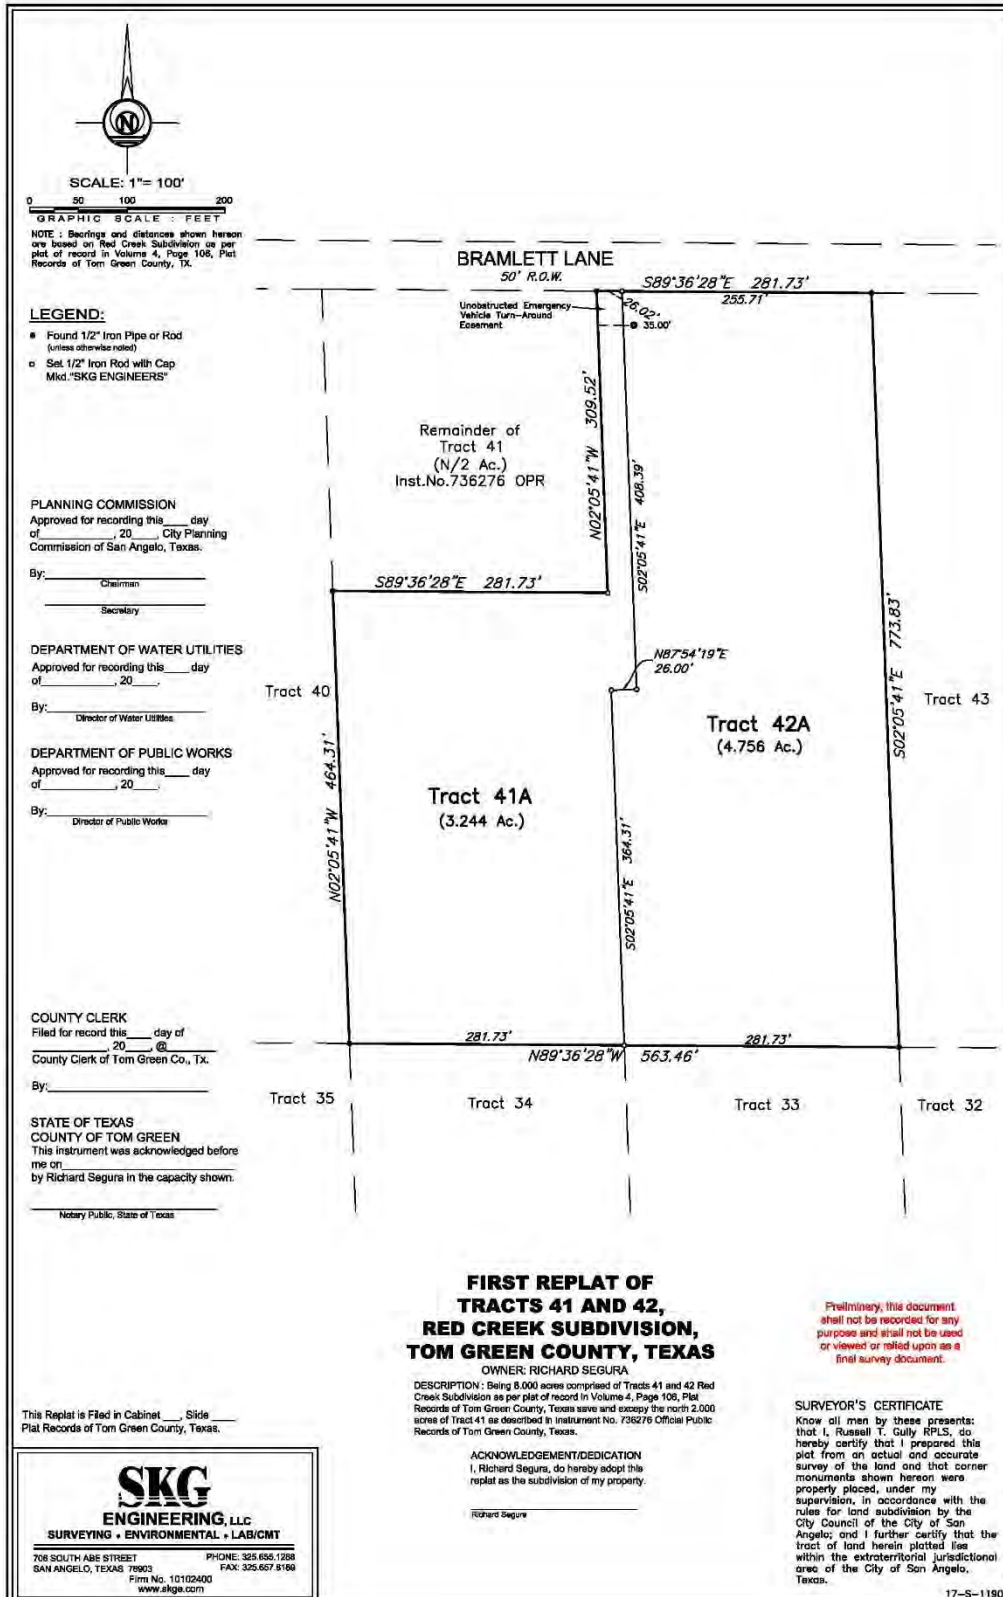 N
SCALE: 1"= 100'
0 50 100 200
GRAPHIC SCALE : FEET
NOTE : Bearings and distances shown hereon
are based on Red Creek Subdivision as per
plat of record in Volume 4, Page 106, Plat
Records of Tom Green County, TX.
LEGEND:
Found 1/2" Iron Pipe or Rod
(unless otherwise noted)
Set 1/2" Iron Rod with Cap
Mkd."SKG ENGINEERS"
BRAMLETT LANE
50' R.O.W.
S89°36'28"E 281.73'
255.71'
26.02'
Unobstructed Emergency
Vehicle Turn-Around
Easement
35.00'
N02°05'41"W 309.52'
Remainder of
Tract 41
(N/2 Ac.)
Inst.No.736276 OPR
S02°05'41"E 408.39'
S89°36'28"E 281.73'
N87°54'19"E
26.00'
S02°05'41"E 773.83'
Tract 40
Tract 43
Tract 42A
(4.756 Ac.)
N02°05'41"W 464.31'
Tract 41A
(3.244 Ac.)
S02°05'41"E 364.31'
281.73'
281.73'
N89°36'28"W 563.46'
Tract 35
Tract 34
Tract 33
Tract 32
PLANNING COMMISSION
Approved for recording this____ day
of__________, 20____, City Planning
Commission of San Angelo, Texas.
By:
Chairman
Secretary
DEPARTMENT OF WATER UTILITIES
Approved for recording this____ day
of__________, 20____.
By:
Director of Water Utilities
DEPARTMENT OF PUBLIC WORKS
Approved for recording this____ day
of__________, 20____.
By:
Director of Public Works
COUNTY CLERK
Filed for record this____ day of
__________, 20____, @____
County Clerk of Tom Green Co., Tx.
By:
STATE OF TEXAS
COUNTY OF TOM GREEN
This instrument was acknowledged before
me on
by Richard Segura in the capacity shown.
Notary Public, State of Texas
FIRST REPLAT OF
TRACTS 41 AND 42,
RED CREEK SUBDIVISION,
TOM GREEN COUNTY, TEXAS
OWNER: RICHARD SEGURA
DESCRIPTION : Being 8.000 acres comprised of Tracts 41 and 42 Red
Creek Subdivision as per plat of record in Volume 4, Page 106, Plat
Records of Tom Green County, Texas save and excepy the north 2.000
acres of Tract 41 as described in Instrument No. 736276 Official Public
Records of Tom Green County, Texas.
ACKNOWLEDGEMENT/DEDICATION
I, Richard Segura, do hereby adopt this
replat as the subdivision of my property.
Richard Segura
Preliminary, this document
shall not be recorded for any
purpose and shall not be used
or viewed or relied upon as a
final survey document.
SURVEYOR'S CERTIFICATE
Know all men by these presents:
that I, Russell T. Gully RPLS, do
hereby certify that I prepared this
plat from an actual and accurate
survey of the land and that corner
monuments shown hereon were
properly placed, under my
supervision, in accordance with the
rules for land subdivision by the
City Council of the City of San
Angelo; and I further certify that the
tract of land herein platted lies
within the extraterritorial jurisdictional
area of the City of San Angelo,
Texas.
17-S-1190
This Replat is Filed in Cabinet ___, Slide ____
Plat Records of Tom Green County, Texas.
SKG
ENGINEERING, LLC
SURVEYING • ENVIRONMENTAL • LAB/CMT
706 SOUTH ABE STREET PHONE: 325.655.1288
SAN ANGELO, TEXAS 76903 FAX: 325.657.8189
Firm No. 10102400
www.skge.com